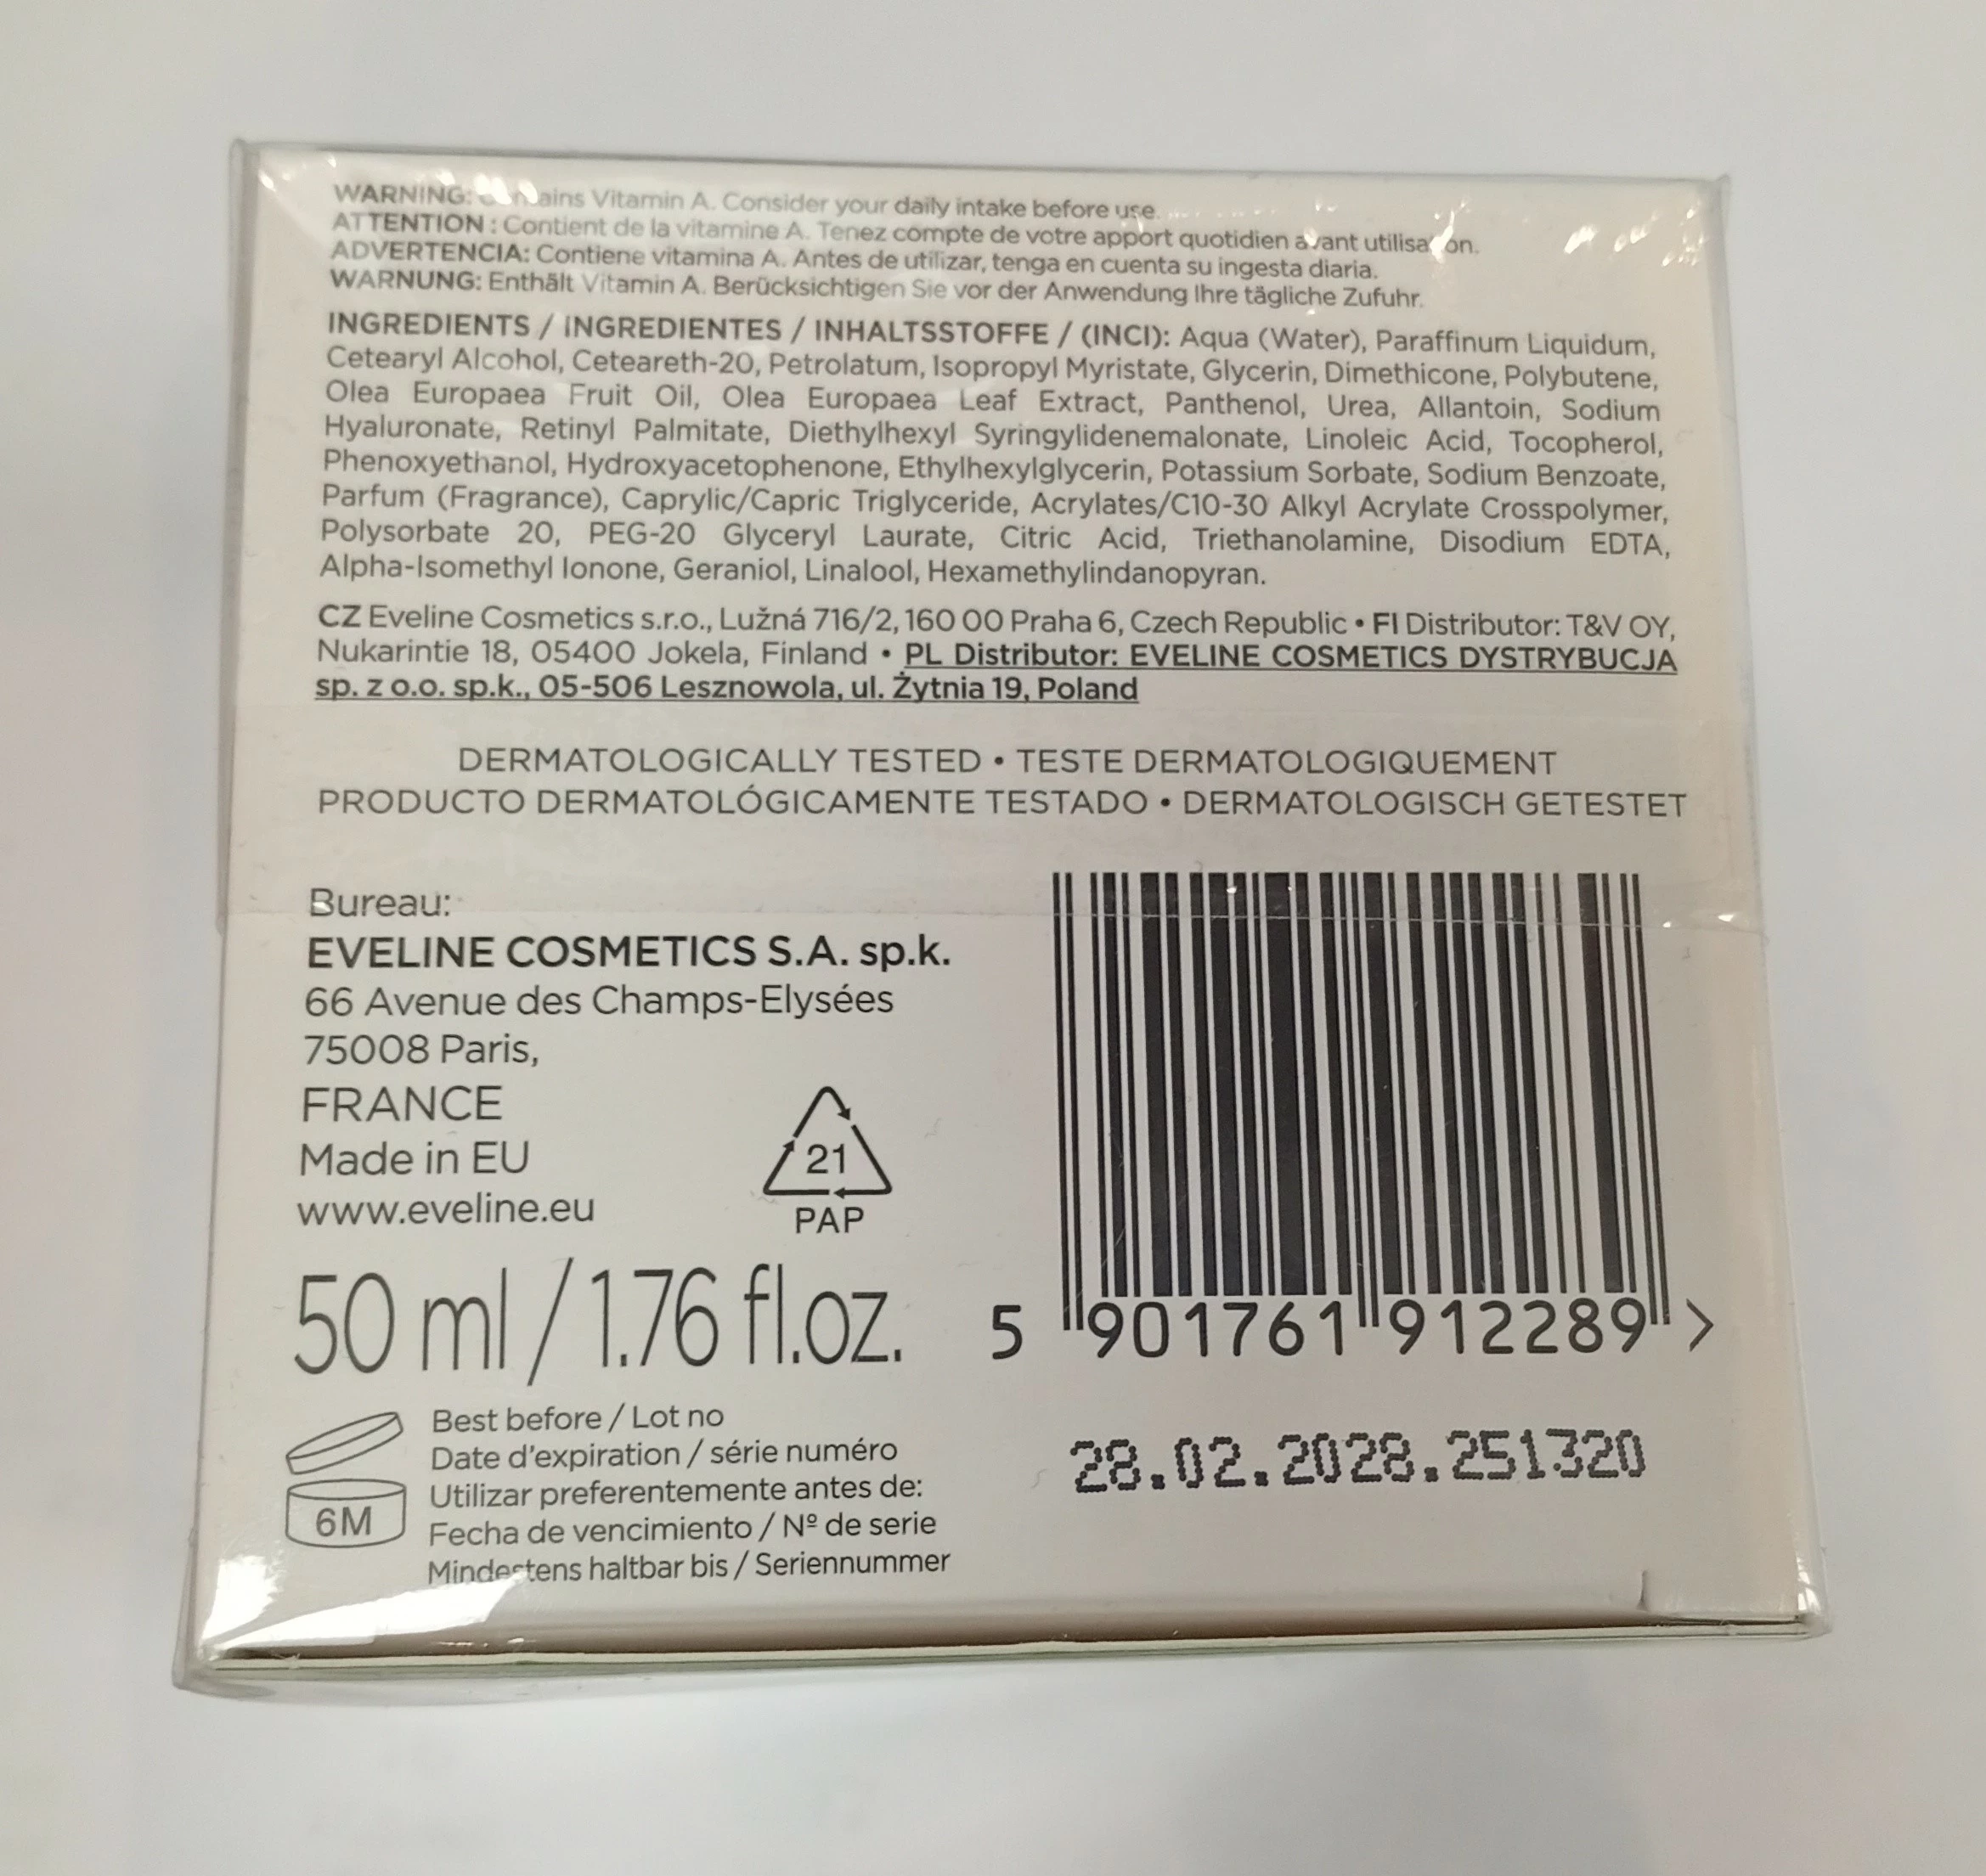 WARNING: Contains Vitamin A. Consider your daily intake before use.
ATTENTION : Contient de la vitamine A. Tenez compte de votre apport quotidien avant utilisation.
ADVERTENCIA: Contiene vitamina A. Antes de utilizar, tenga en cuenta su ingesta diaria.
WARNUNG: Enthält Vitamin A. Berücksichtigen Sie vor der Anwendung Ihre tägliche Zufuhr.
INGREDIENTS / INGREDIENTES / INHALTSSTOFFE / (INCI): Aqua (Water), Paraffinum Liquidum,
Cetearyl Alcohol, Ceteareth-20, Petrolatum, Isopropyl Myristate, Glycerin, Dimethicone, Polybutene,
Olea Europaea Fruit Oil, Olea Europaea Leaf Extract, Panthenol, Urea, Allantoin, Sodium
Hyaluronate, Retinyl Palmitate, Diethylhexyl Syringylidenemalonate, Linoleic Acid, Tocopherol,
Phenoxyethanol, Hydroxyacetophenone, Ethylhexylglycerin, Potassium Sorbate, Sodium Benzoate,
Parfum (Fragrance), Caprylic/Capric Triglyceride, Acrylates/C10-30 Alkyl Acrylate Crosspolymer,
Polysorbate 20, PEG-20 Glyceryl Laurate, Citric Acid, Triethanolamine, Disodium EDTA,
Alpha-Isomethyl Ionone, Geraniol, Linalool, Hexamethylindanopyran.
CZ Eveline Cosmetics s.r.o., Lužná 716/2, 160 00 Praha 6, Czech Republic • FI Distributor: T&V OY,
Nukarintie 18, 05400 Jokela, Finland • PL Distributor: EVELINE COSMETICS DYSTRYBUCJA
sp. z o.o. sp.k., 05-506 Lesznowola, ul. Żytnia 19, Poland
DERMATOLOGICALLY TESTED • TESTE DERMATOLOGIQUEMENT
PRODUCTO DERMATOLÓGICAMENTE TESTADO • DERMATOLOGISCH GETESTET
Bureau:
EVELINE COSMETICS S.A. sp.k.
66 Avenue des Champs-Elysées
75008 Paris,
FRANCE
Made in EU
www.eveline.eu
21
PAP
50 ml / 1.76 fl.oz.
5 901761 912289 >
6M
Best before / Lot no
Date d'expiration / série numéro
Utilizar preferentemente antes de:
Fecha de vencimiento / Nº de serie
Mindestens haltbar bis / Seriennummer
28.02.2028.251320